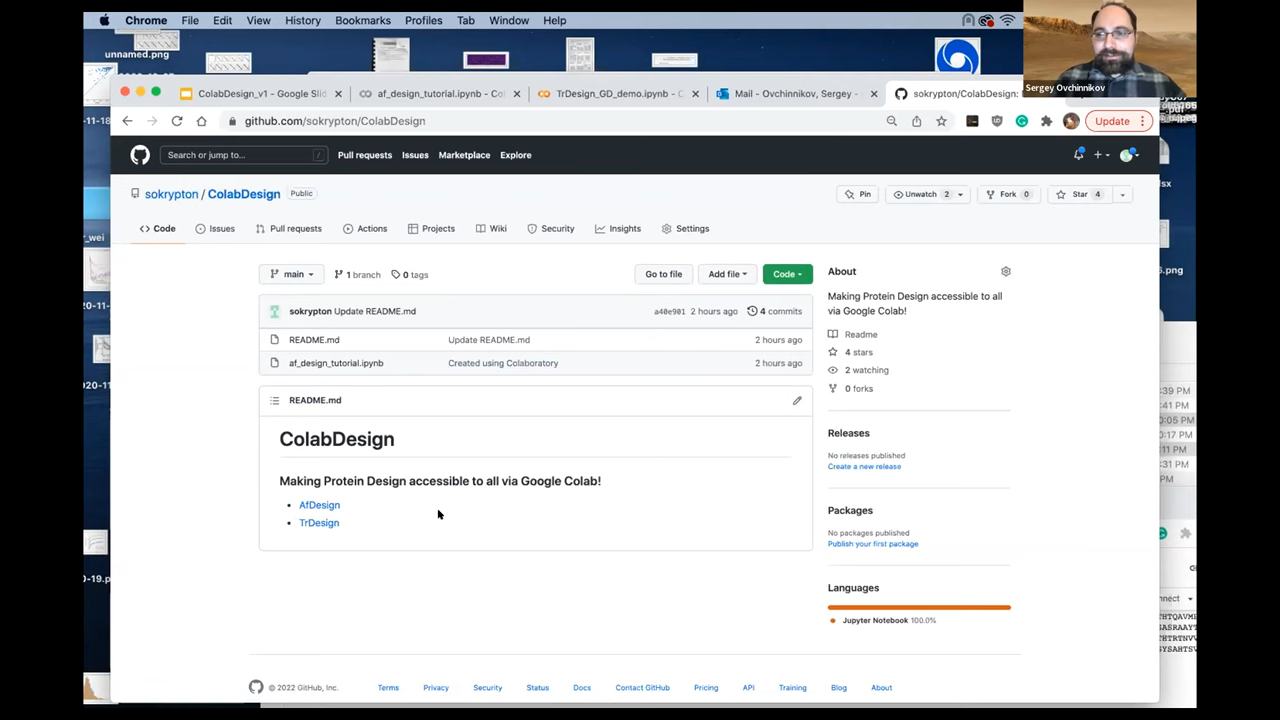 Chrome File Edit View History Bookmarks Profiles Tab Window Help
unnamed.png
Sergey Ovchinnikov
ColabDesign_v1 - Google Sli
af_design_tutorial.ipynb - Co
TrDesign_GD_demo.ipynb - C
Mail - Ovchinnikov, Sergey -
sokrypton/ColabDesign:
github.com/sokrypton/ColabDesign
Update
Search or jump to... /
Pull requests Issues Marketplace Explore
sokrypton / ColabDesign Public
Pin Unwatch 2 Fork 0 Star 4
Code Issues Pull requests Actions Projects Wiki Security Insights Settings
main 1 branch 0 tags Go to file Add file Code
sokrypton Update README.md a40e901 2 hours ago 4 commits
README.md Update README.md 2 hours ago
af_design_tutorial.ipynb Created using Colaboratory 2 hours ago
README.md
ColabDesign
Making Protein Design accessible to all via Google Colab!
AfDesign
TrDesign
About
Making Protein Design accessible to all
via Google Colab!
Readme
4 stars
2 watching
0 forks
Releases
No releases published
Create a new release
Packages
No packages published
Publish your first package
Languages
Jupyter Notebook 100.0%
© 2022 GitHub, Inc. Terms Privacy Security Status Docs Contact GitHub Pricing API Training Blog About